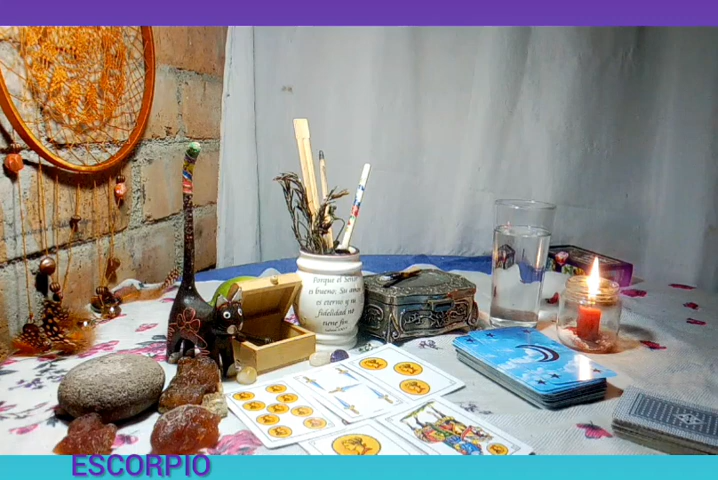 Porque el Señor
es bueno; Su amor
es eterno y su
fidelidad no
tiene fin
ESCORPIO